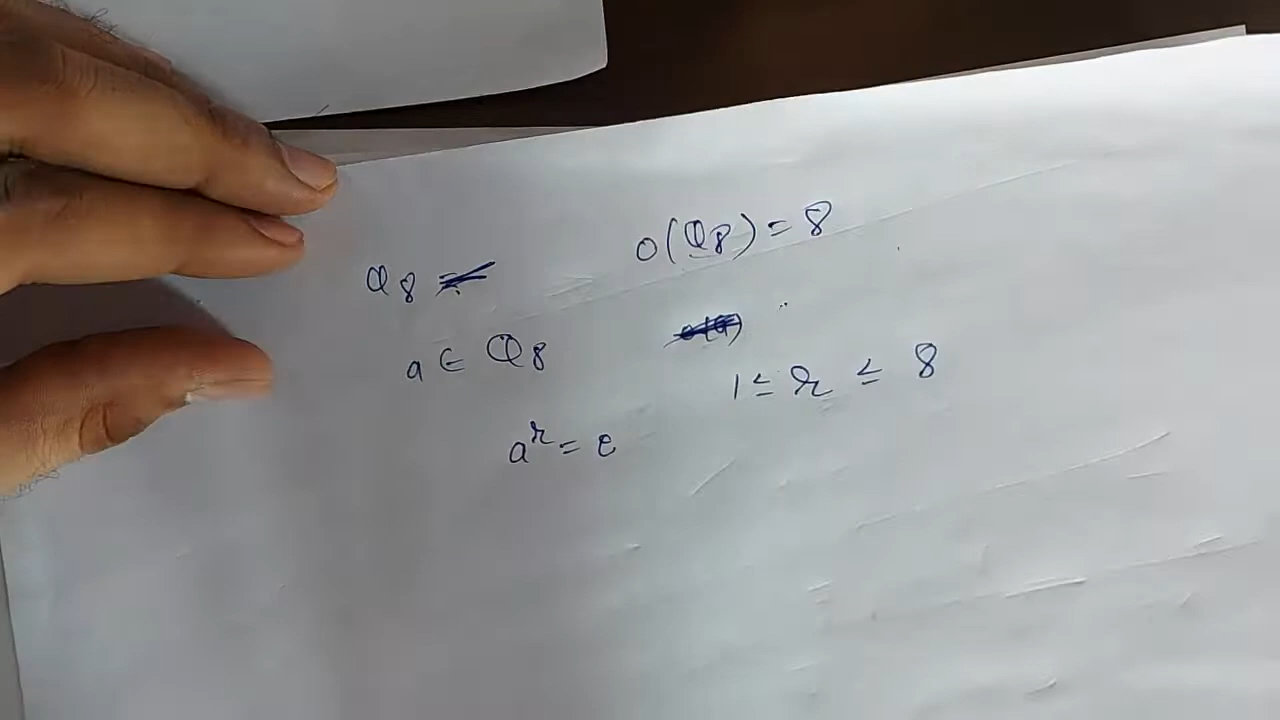 o(Q8) = 8
Q8 =
a ∈ Q8
1 ≤ r ≤ 8
a^r = e